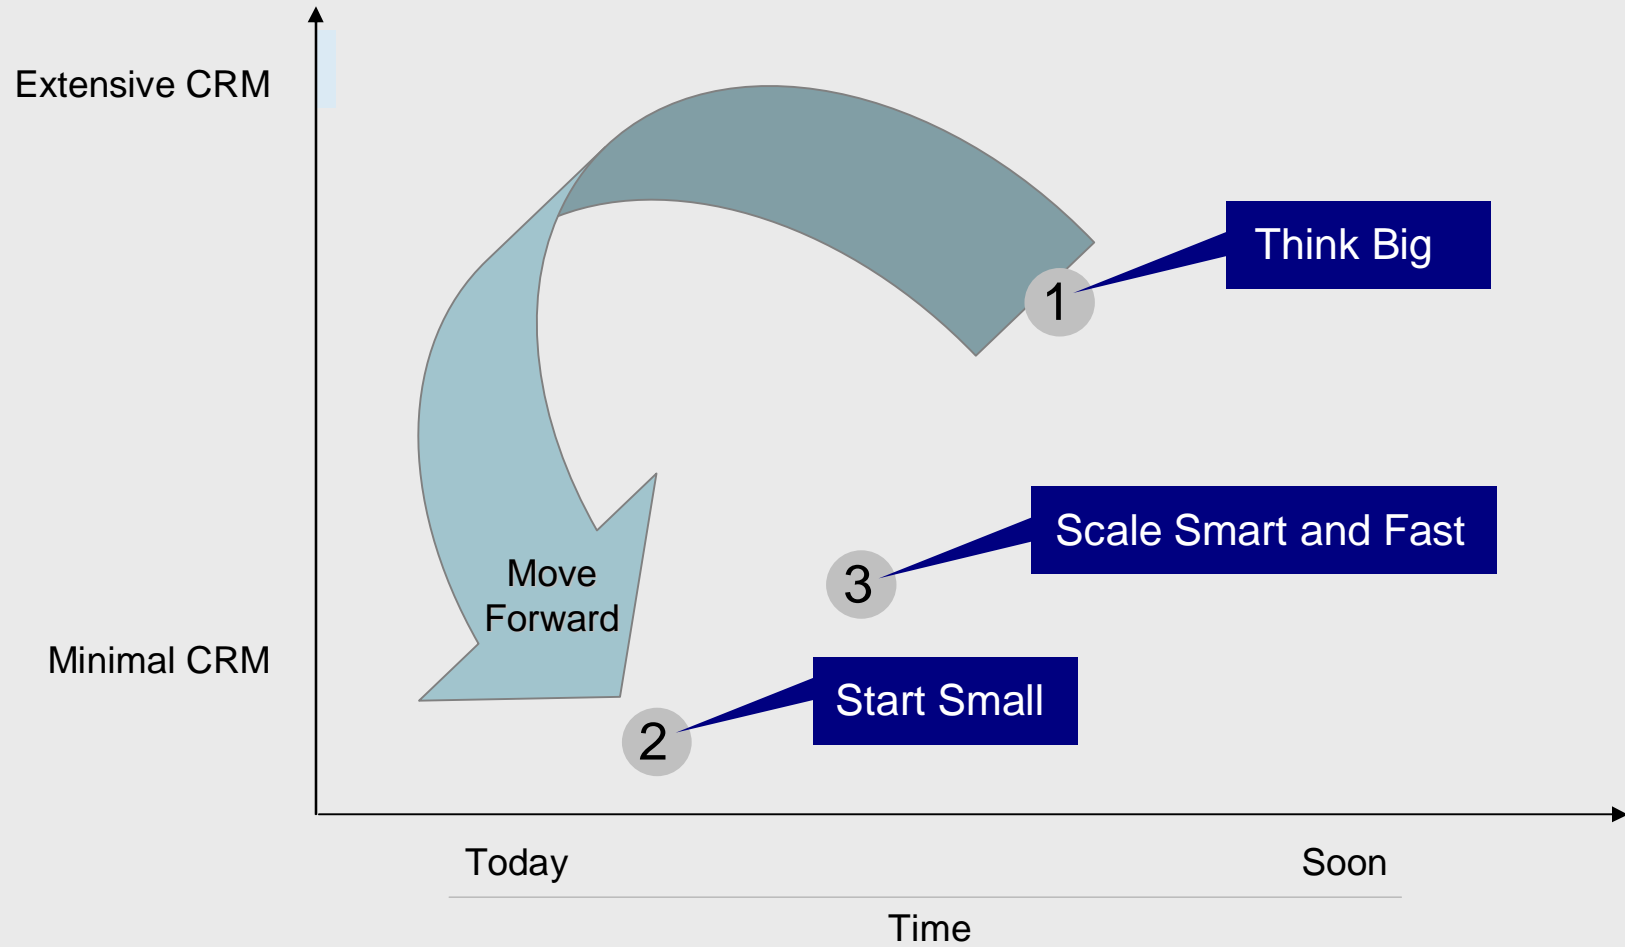 Extensive CRM
Think Big
1
Scale Smart and Fast
3
Move
Forward
Minimal CRM
Start Small
2
Today
Soon
Time